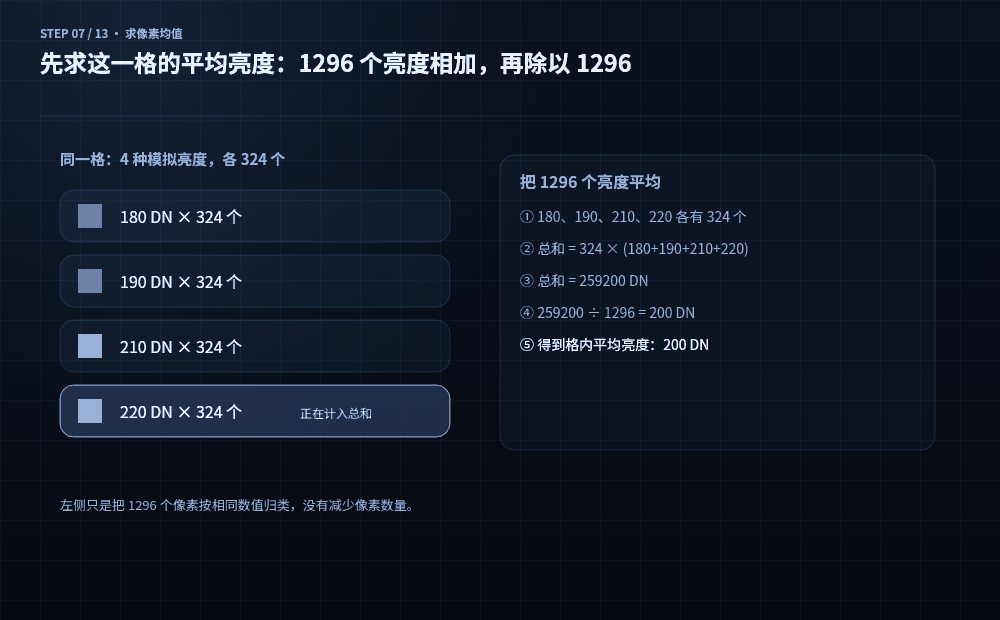 STEP 07 / 13 · 求像素均值
先求这一格的平均亮度：1296 个亮度相加，再除以 1296
同一格：4 种模拟亮度，各 324 个
180 DN × 324 个
190 DN × 324 个
210 DN × 324 个
220 DN × 324 个 正在计入总和
把 1296 个亮度平均
① 180、190、210、220 各有 324 个
② 总和 = 324 × (180+190+210+220)
③ 总和 = 259200 DN
④ 259200 ÷ 1296 = 200 DN
⑤ 得到格内平均亮度：200 DN
左侧只是把 1296 个像素按相同数值归类，没有减少像素数量。